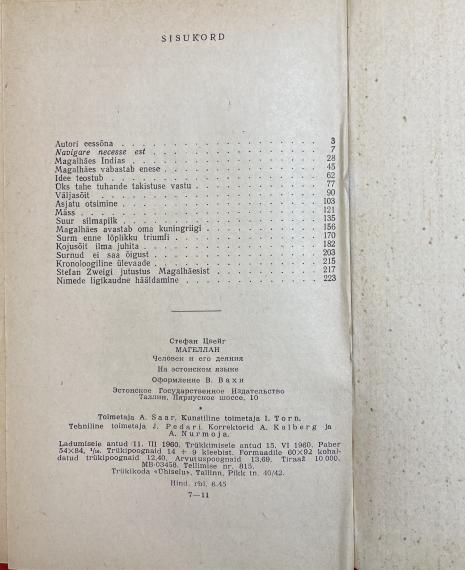 SISUKORD
Autori eessõna . . . . . . . . . . . . . . . . . 3
Navigare necesse est . . . . . . . . . . . . . . . 7
Magalhães Indias . . . . . . . . . . . . . . . . 28
Magalhães vabastab enese . . . . . . . . . . . . . 45
Idee teostub . . . . . . . . . . . . . . . . . . 62
Üks tahe tuhande takistuse vastu . . . . . . . . . . 77
Väljasõit . . . . . . . . . . . . . . . . . . . 90
Asjatu otsimine . . . . . . . . . . . . . . . . . 103
Mäss . . . . . . . . . . . . . . . . . . . . . 121
Suur silmapilk . . . . . . . . . . . . . . . . . 135
Magalhães avastab oma kuningriigi . . . . . . . . . . 156
Surm enne lõplikku triumfi . . . . . . . . . . . . 170
Kojusõit ilma juhita . . . . . . . . . . . . . . . 182
Surnud ei saa õigust . . . . . . . . . . . . . . . 203
Kronoloogiline ülevaade . . . . . . . . . . . . . . 215
Stefan Zweigi jutustus Magalhãesist . . . . . . . . . 217
Nimede ligikaudne hääldamine . . . . . . . . . . . . 223
Стефан Цвейг
МАГЕЛЛАН
Человек и его деяния
На эстонском языке
Оформление В. Вахи
Эстонское Государственное Издательство
Таллин, Пярнуское шоссе, 10
*
Toimetaja A. Saar. Kunstiline toimetaja I. Torn.
Tehniline toimetaja J. Pedari. Korrektorid A. Kalberg ja
A. Nurmoja.
Ladumisele antud 11. III 1960. Trükkimisele antud 15. VI 1960. Paber
54×84, 1/16. Trükipoognaid 14 + 9 kleebist. Formaadile 60×92 kohal-
datud trükipoognaid 12,40. Arvutuspoognaid 13,69. Tiraaž 10 000.
MB-03458. Tellimise nr. 815.
Trükikoda «Ühiselu», Tallinn, Pikk tn. 40/42.
Hind. rbl. 6.45
7—11